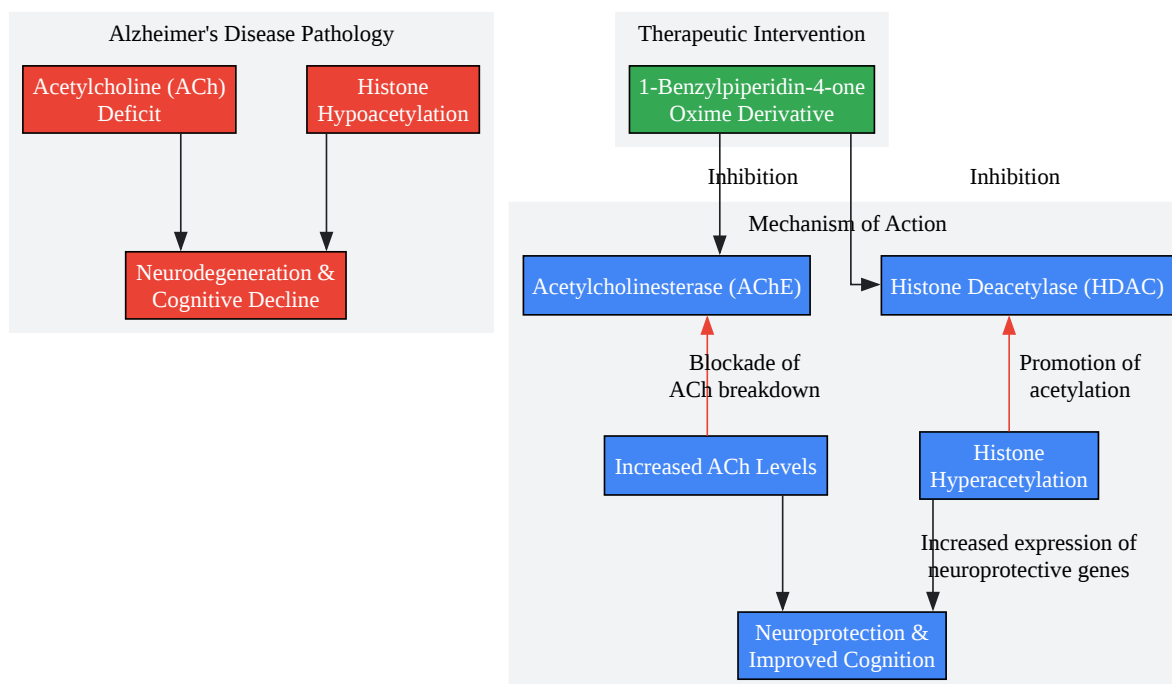 Alzheimer's Disease Pathology
Acetylcholine (ACh)
Deficit
Histone
Hypoacetylation
Neurodegeneration &
Cognitive Decline
Therapeutic Intervention
1-Benzylpiperidin-4-one
Oxime Derivative
Inhibition
Inhibition
Mechanism of Action
Acetylcholinesterase (AChE)
Histone Deacetylase (HDAC)
Blockade of
ACh breakdown
Promotion of
acetylation
Increased ACh Levels
Histone
Hyperacetylation
Increased expression of
neuroprotective genes
Neuroprotection &
Improved Cognition